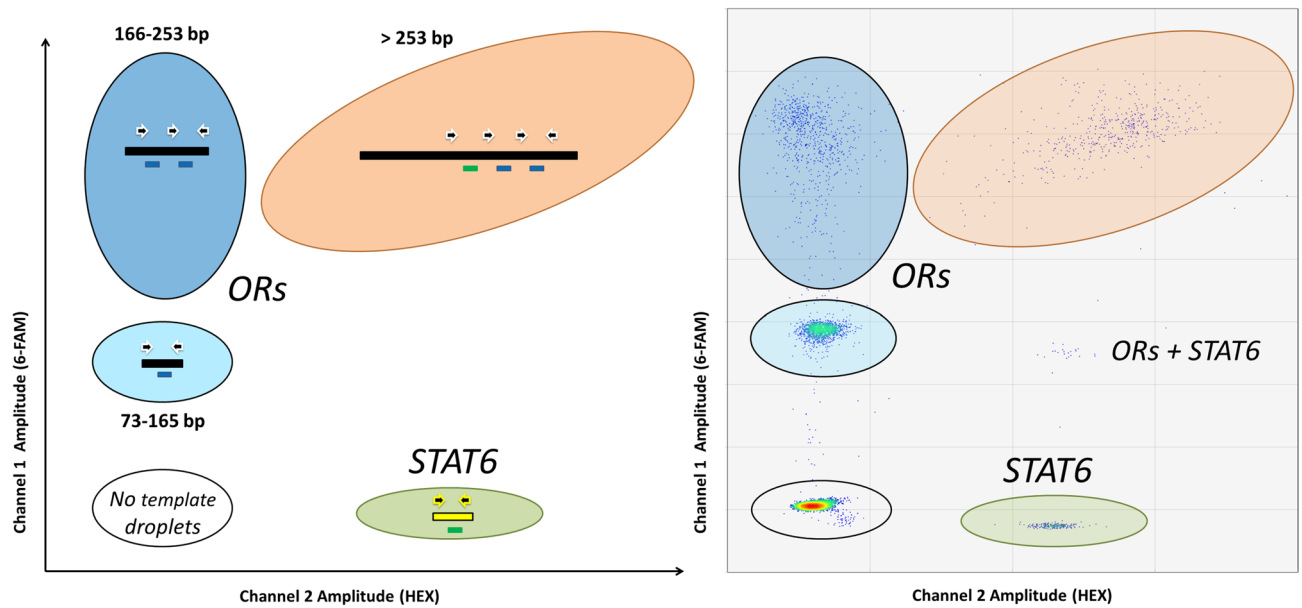 166-253 bp
> 253 bp
ORs
73-165 bp
No template
droplets
STAT6
Channel 1 Amplitude (6-FAM)
Channel 2 Amplitude (HEX)
ORs
ORs + STAT6
STAT6
Channel 1 Amplitude (6-FAM)
Channel 2 Amplitude (HEX)